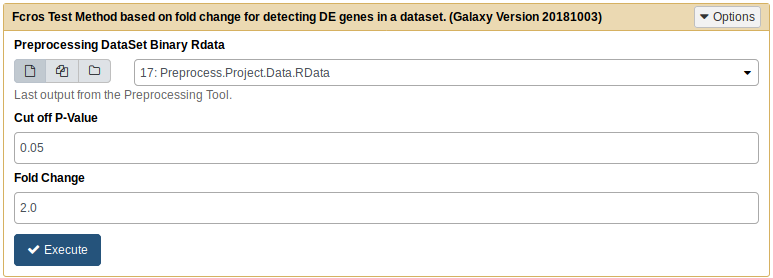 Fcros Test Method based on fold change for detecting DE genes in a dataset. (Galaxy Version 20181003)
Options
Preprocessing DataSet Binary Rdata
17: Preprocess.Project.Data.RData
Last output from the Preprocessing Tool.
Cut off P-Value
0.05
Fold Change
2.0
Execute